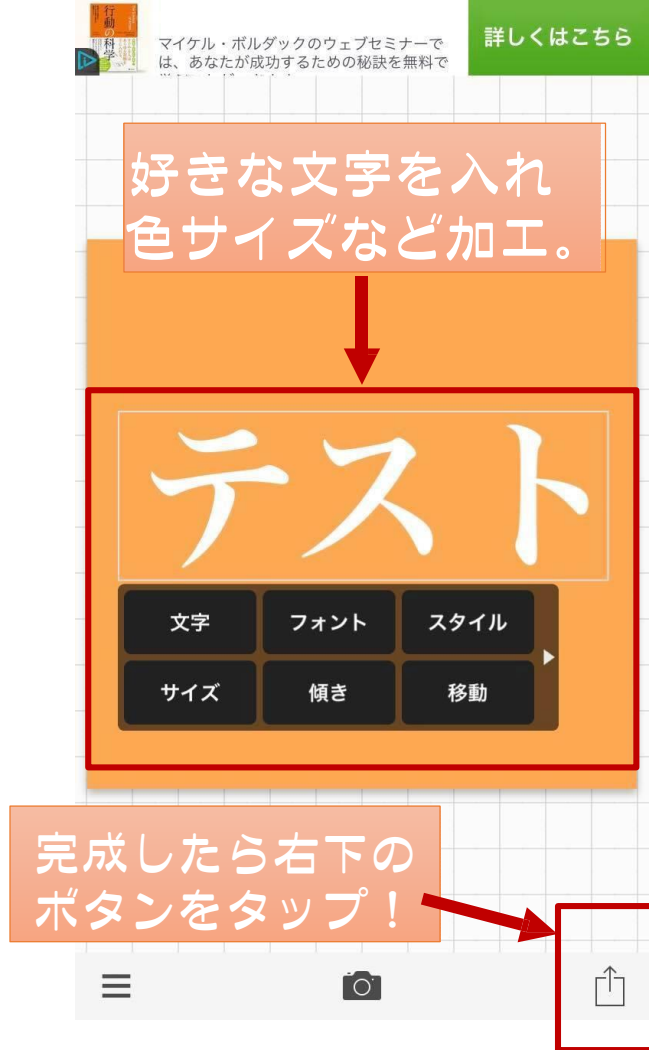 行動の科学
マイケル・ボルダックのウェブセミナーで
は、あなたが成功するための秘訣を無料で
詳しくはこちら
好きな文字を入れ
色サイズなど加工。
テスト
文字
フォント
スタイル
サイズ
傾き
移動
完成したら右下の
ボタンをタップ！